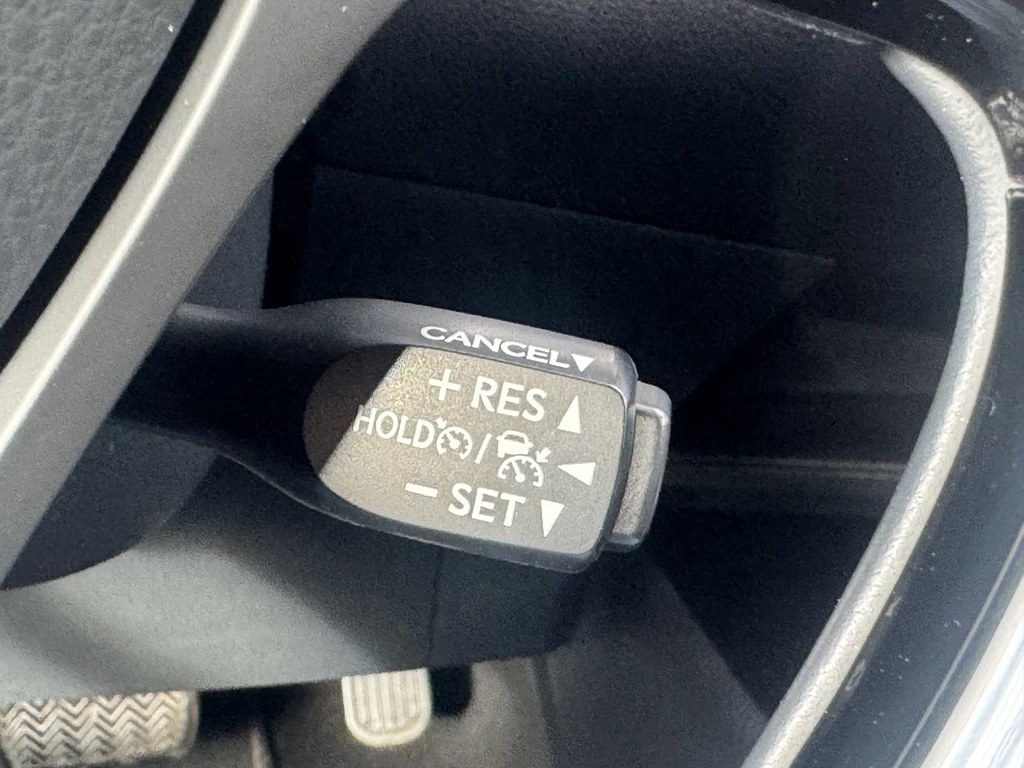 CANCEL▼
+ RES ▲
HOLD / ◄
– SET ▼